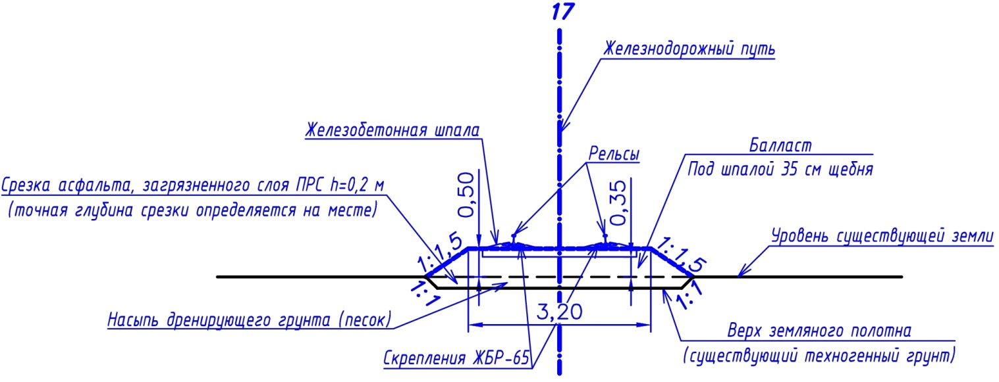 17
Железнодорожный путь
Железобетонная шпала
Рельсы
Балласт
Под шпалой 35 см щебня
Срезка асфальта, загрязненного слоя ПРС h=0,2 м
(точная глубина срезки определяется на месте)
0,50
0,35
Уровень существующей земли
1:1,5
1:1,5
1:1
1:1
3,20
Насыпь дренирующего грунта (песок)
Верх земляного полотна
(существующий техногенный грунт)
Скрепления ЖБР-65